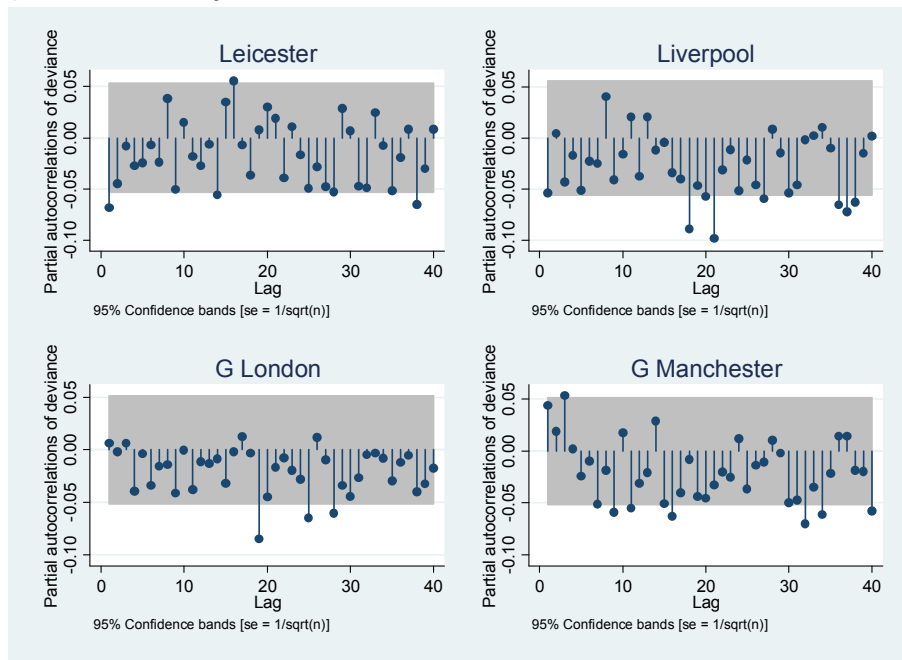 Leicester
Partial autocorrelations of deviance
0.05
0.00
-0.05
-0.10
0 10 20 30 40
Lag
95% Confidence bands [se = 1/sqrt(n)]
Liverpool
Partial autocorrelations of deviance
0.05
0.00
-0.05
-0.10
0 10 20 30 40
Lag
95% Confidence bands [se = 1/sqrt(n)]
G London
Partial autocorrelations of deviance
0.05
0.00
-0.05
-0.10
0 10 20 30 40
Lag
95% Confidence bands [se = 1/sqrt(n)]
G Manchester
Partial autocorrelations of deviance
0.05
0.00
-0.05
-0.10
0 10 20 30 40
Lag
95% Confidence bands [se = 1/sqrt(n)]